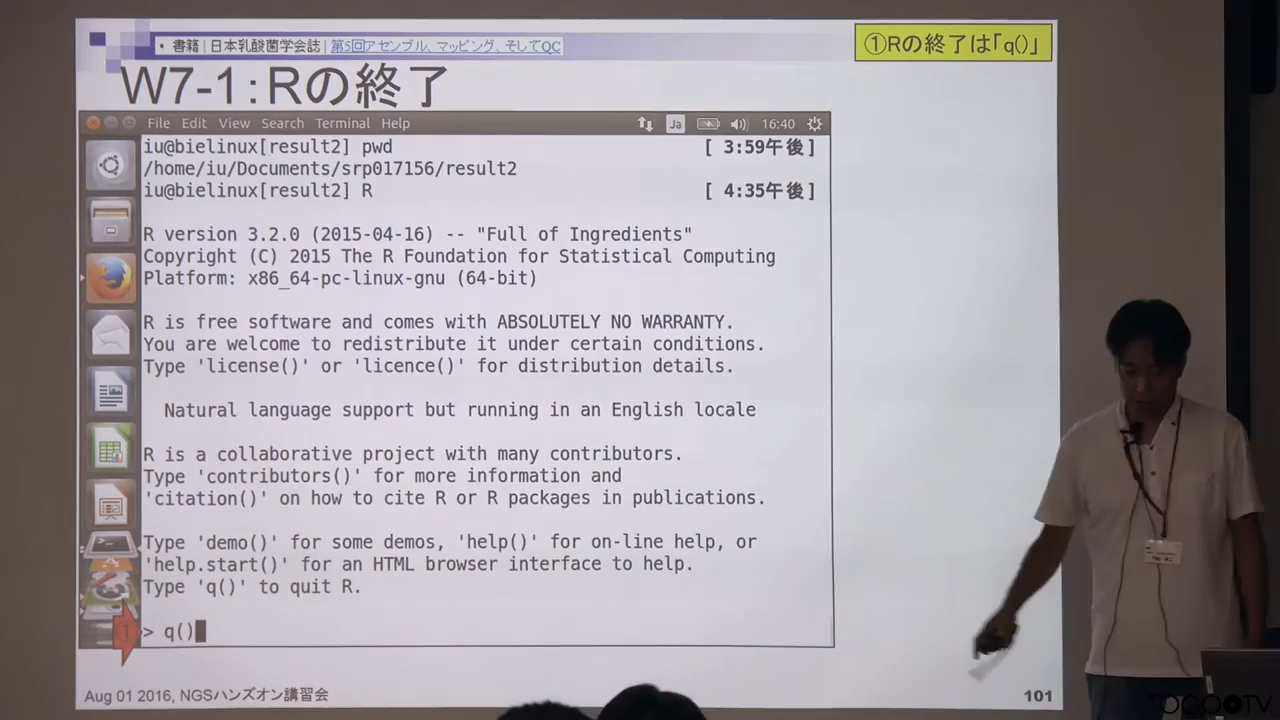 • 書籍 | 日本乳酸菌学会誌 | 第5回アセンブル、マッピング、そしてQC
①Rの終了は「q()」
W7-1:Rの終了
File Edit View Search Terminal Help Ja 16:40
iu@bielinux[result2] pwd [ 3:59午後]
/home/iu/Documents/srp017156/result2
iu@bielinux[result2] R [ 4:35午後]
R version 3.2.0 (2015-04-16) -- "Full of Ingredients"
Copyright (C) 2015 The R Foundation for Statistical Computing
Platform: x86_64-pc-linux-gnu (64-bit)
R is free software and comes with ABSOLUTELY NO WARRANTY.
You are welcome to redistribute it under certain conditions.
Type 'license()' or 'licence()' for distribution details.
Natural language support but running in an English locale
R is a collaborative project with many contributors.
Type 'contributors()' for more information and
'citation()' on how to cite R or R packages in publications.
Type 'demo()' for some demos, 'help()' for on-line help, or
'help.start()' for an HTML browser interface to help.
Type 'q()' to quit R.
① > q()
Aug 01 2016, NGSハンズオン講習会
101
TOGOTV